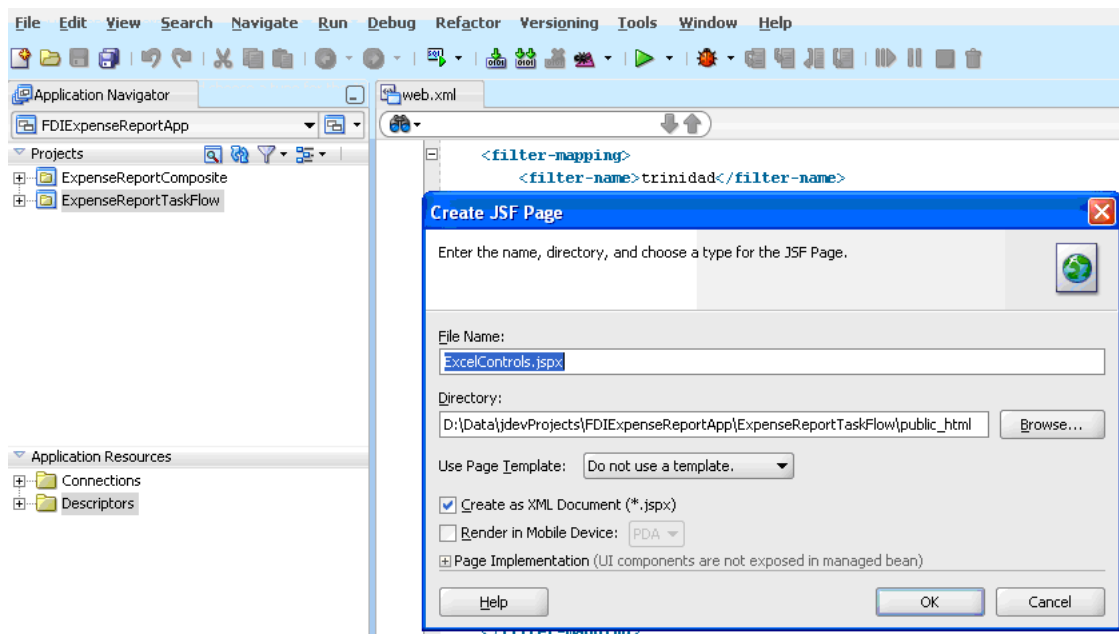 File Edit View Search Navigate Run Debug Refactor Versioning Tools Window Help
Application Navigator
web.xml
FDIExpenseReportApp
Projects
ExpenseReportComposite
ExpenseReportTaskFlow
<filter-mapping>
<filter-name>trinidad</filter-name>
Create JSF Page
Enter the name, directory, and choose a type for the JSF Page.
File Name:
ExcelControls.jspx
Directory:
D:\Data\jdevProjects\FDIExpenseReportApp\ExpenseReportTaskFlow\public_html Browse...
Application Resources
Connections
Descriptors
Use Page Template: Do not use a template.
Create as XML Document (*.jspx)
Render in Mobile Device: PDA
Page Implementation (UI components are not exposed in managed bean)
Help OK Cancel
</filter-mapping>